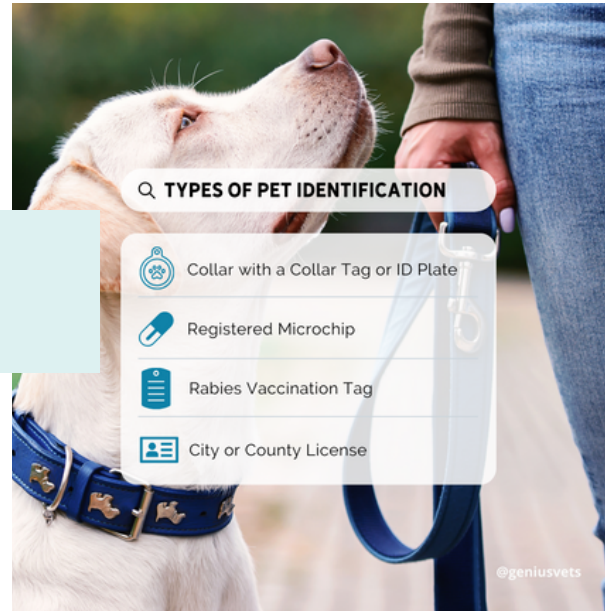 TYPES OF PET IDENTIFICATION
Collar with a Collar Tag or ID Plate
Registered Microchip
Rabies Vaccination Tag
City or County License
@geniusvets